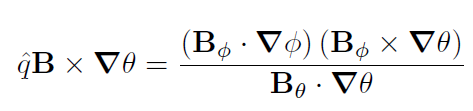 q̂𝐁 × 𝛁θ = (𝐁_ϕ · 𝛁ϕ) (𝐁_ϕ × 𝛁θ) / 𝐁_θ · 𝛁θ